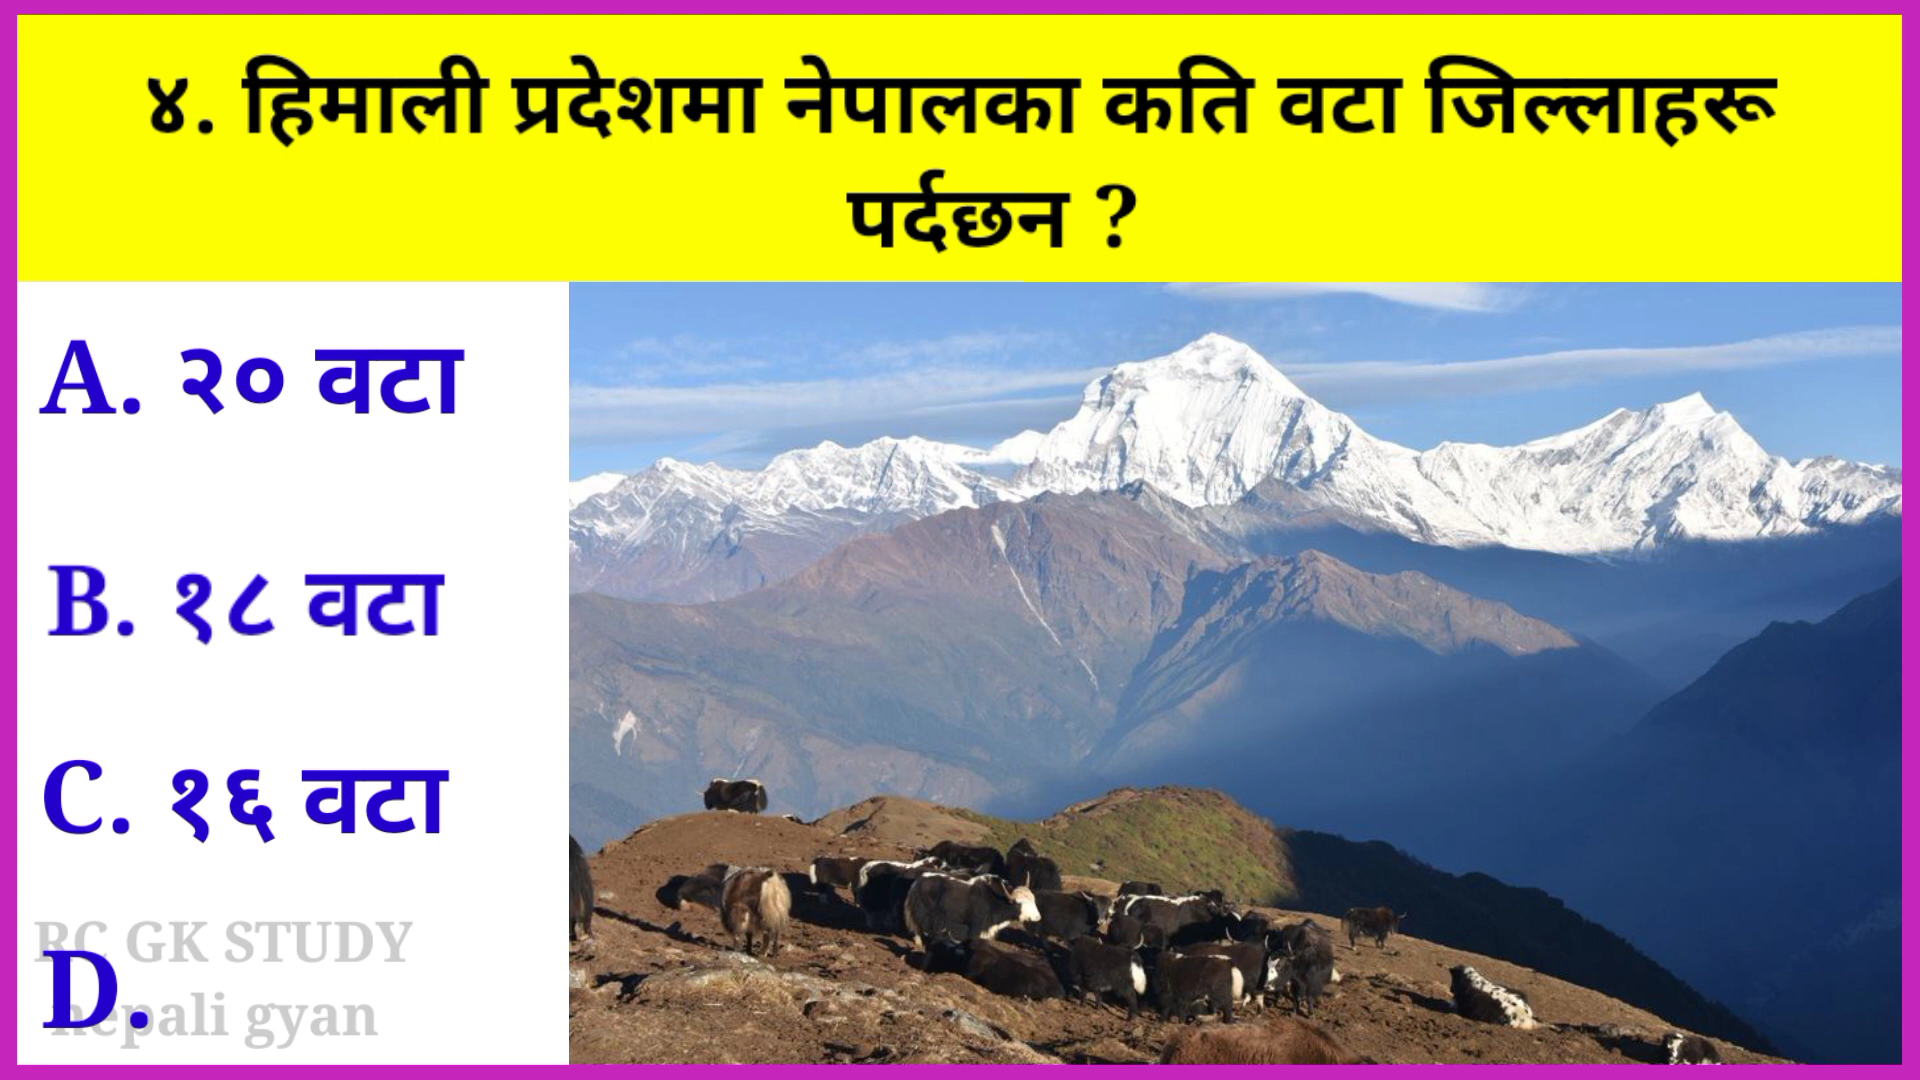 ४. हिमाली प्रदेशमा नेपालका कति वटा जिल्लाहरू
पर्दछन ?
A. २० वटा
B. १८ वटा
C. १६ वटा
RC GK STUDY
D.
nepali gyan